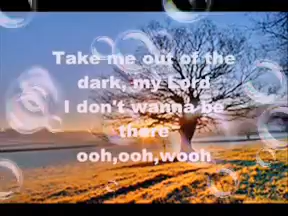 Take me out of the
dark, my Lord
I don't wanna be
there
ooh,ooh,wooh